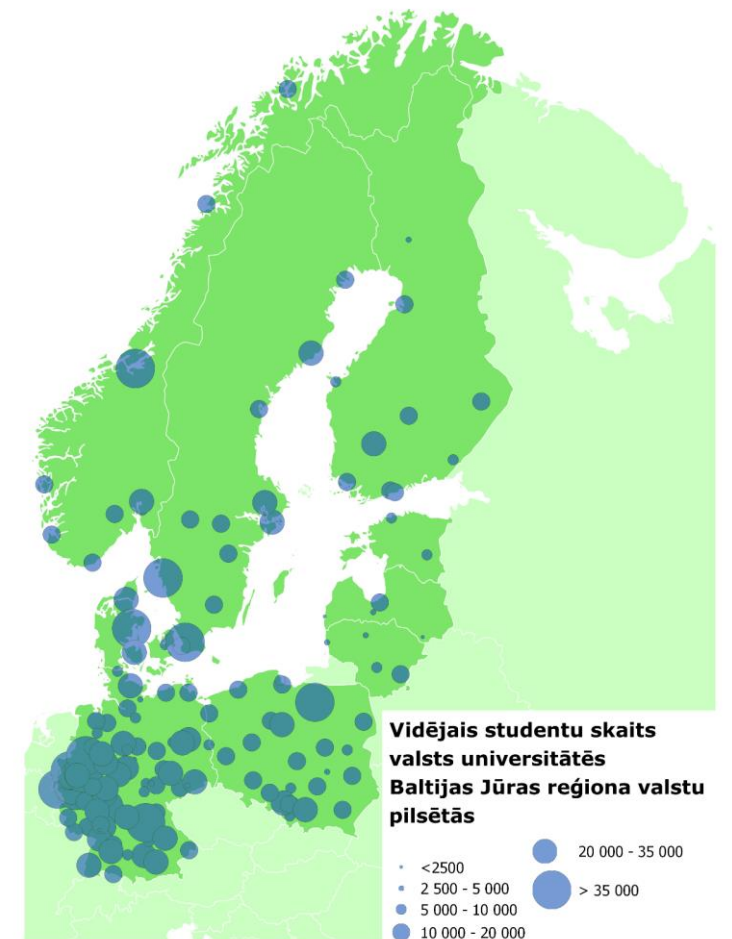 Vidējais studentu skaits
valsts universitātēs
Baltijas Jūras reģiona valstu
pilsētās
<2500
2 500 - 5 000
5 000 - 10 000
10 000 - 20 000
20 000 - 35 000
> 35 000